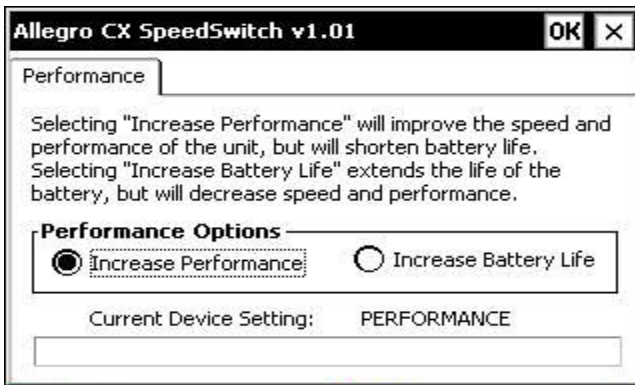 Allegro CX SpeedSwitch v1.01 OK ×
Performance
Selecting "Increase Performance" will improve the speed and
performance of the unit, but will shorten battery life.
Selecting "Increase Battery Life" extends the life of the
battery, but will decrease speed and performance.
Performance Options
Increase Performance Increase Battery Life
Current Device Setting: PERFORMANCE